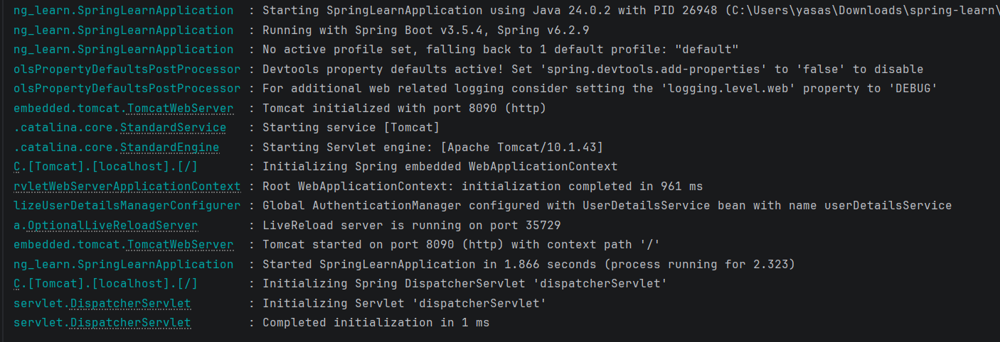 ng_learn.SpringLearnApplication : Starting SpringLearnApplication using Java 24.0.2 with PID 26948 (C:\Users\yasas\Downloads\spring-learn\
ng_learn.SpringLearnApplication : Running with Spring Boot v3.5.4, Spring v6.2.9
ng_learn.SpringLearnApplication : No active profile set, falling back to 1 default profile: "default"
olsPropertyDefaultsPostProcessor : Devtools property defaults active! Set 'spring.devtools.add-properties' to 'false' to disable
olsPropertyDefaultsPostProcessor : For additional web related logging consider setting the 'logging.level.web' property to 'DEBUG'
embedded.tomcat.TomcatWebServer : Tomcat initialized with port 8090 (http)
.catalina.core.StandardService : Starting service [Tomcat]
.catalina.core.StandardEngine : Starting Servlet engine: [Apache Tomcat/10.1.43]
C.[Tomcat].[localhost].[/] : Initializing Spring embedded WebApplicationContext
rvletWebServerApplicationContext : Root WebApplicationContext: initialization completed in 961 ms
lizeUserDetailsManagerConfigurer : Global AuthenticationManager configured with UserDetailsService bean with name userDetailsService
a.OptionalLiveReloadServer : LiveReload server is running on port 35729
embedded.tomcat.TomcatWebServer : Tomcat started on port 8090 (http) with context path '/'
ng_learn.SpringLearnApplication : Started SpringLearnApplication in 1.866 seconds (process running for 2.323)
C.[Tomcat].[localhost].[/] : Initializing Spring DispatcherServlet 'dispatcherServlet'
servlet.DispatcherServlet : Initializing Servlet 'dispatcherServlet'
servlet.DispatcherServlet : Completed initialization in 1 ms